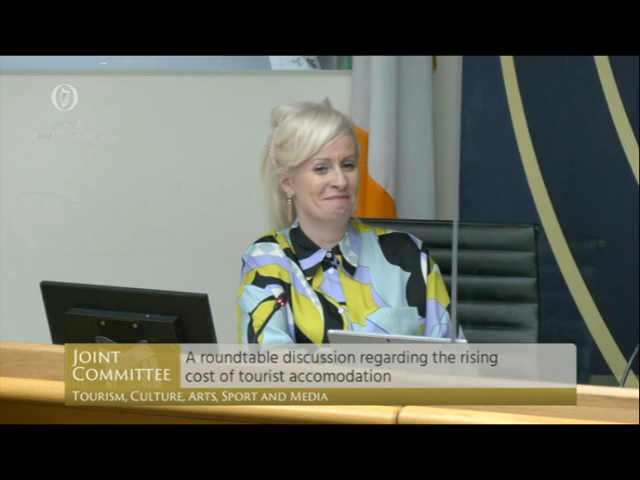 JOINT
COMMITTEE
A roundtable discussion regarding the rising
cost of tourist accomodation
TOURISM, CULTURE, ARTS, SPORT AND MEDIA